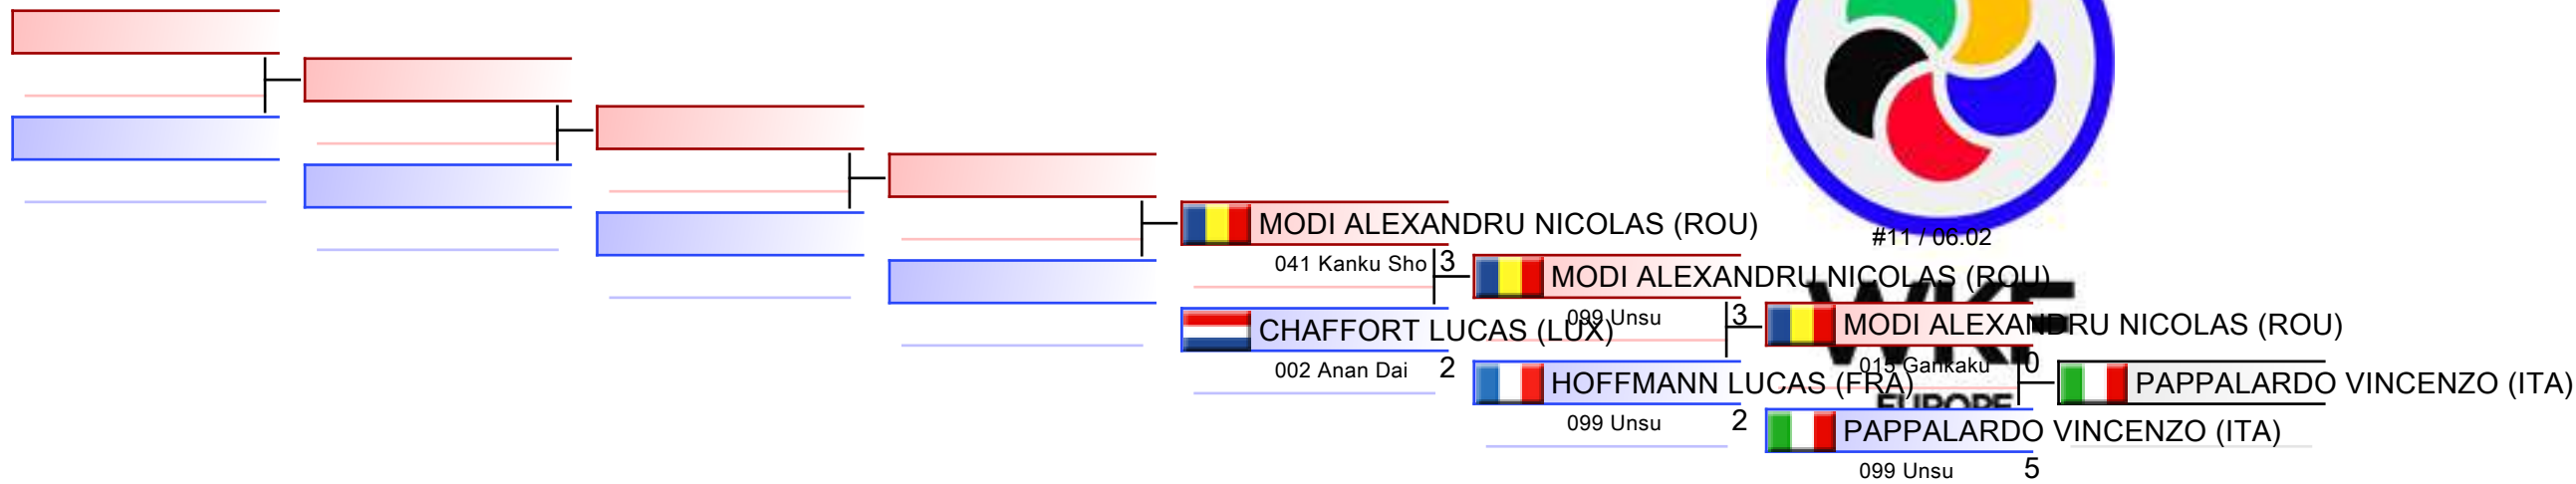 #11 / 06.02
WKF
EUROPE
MODI ALEXANDRU NICOLAS (ROU)
041 Kanku Sho 3
CHAFFORT LUCAS (LUX)
002 Anan Dai 2
MODI ALEXANDRU NICOLAS (ROU)
099 Unsu 3
HOFFMANN LUCAS (FRA)
099 Unsu 2
MODI ALEXANDRU NICOLAS (ROU)
015 Gankaku 0
PAPPALARDO VINCENZO (ITA)
099 Unsu 5
PAPPALARDO VINCENZO (ITA)